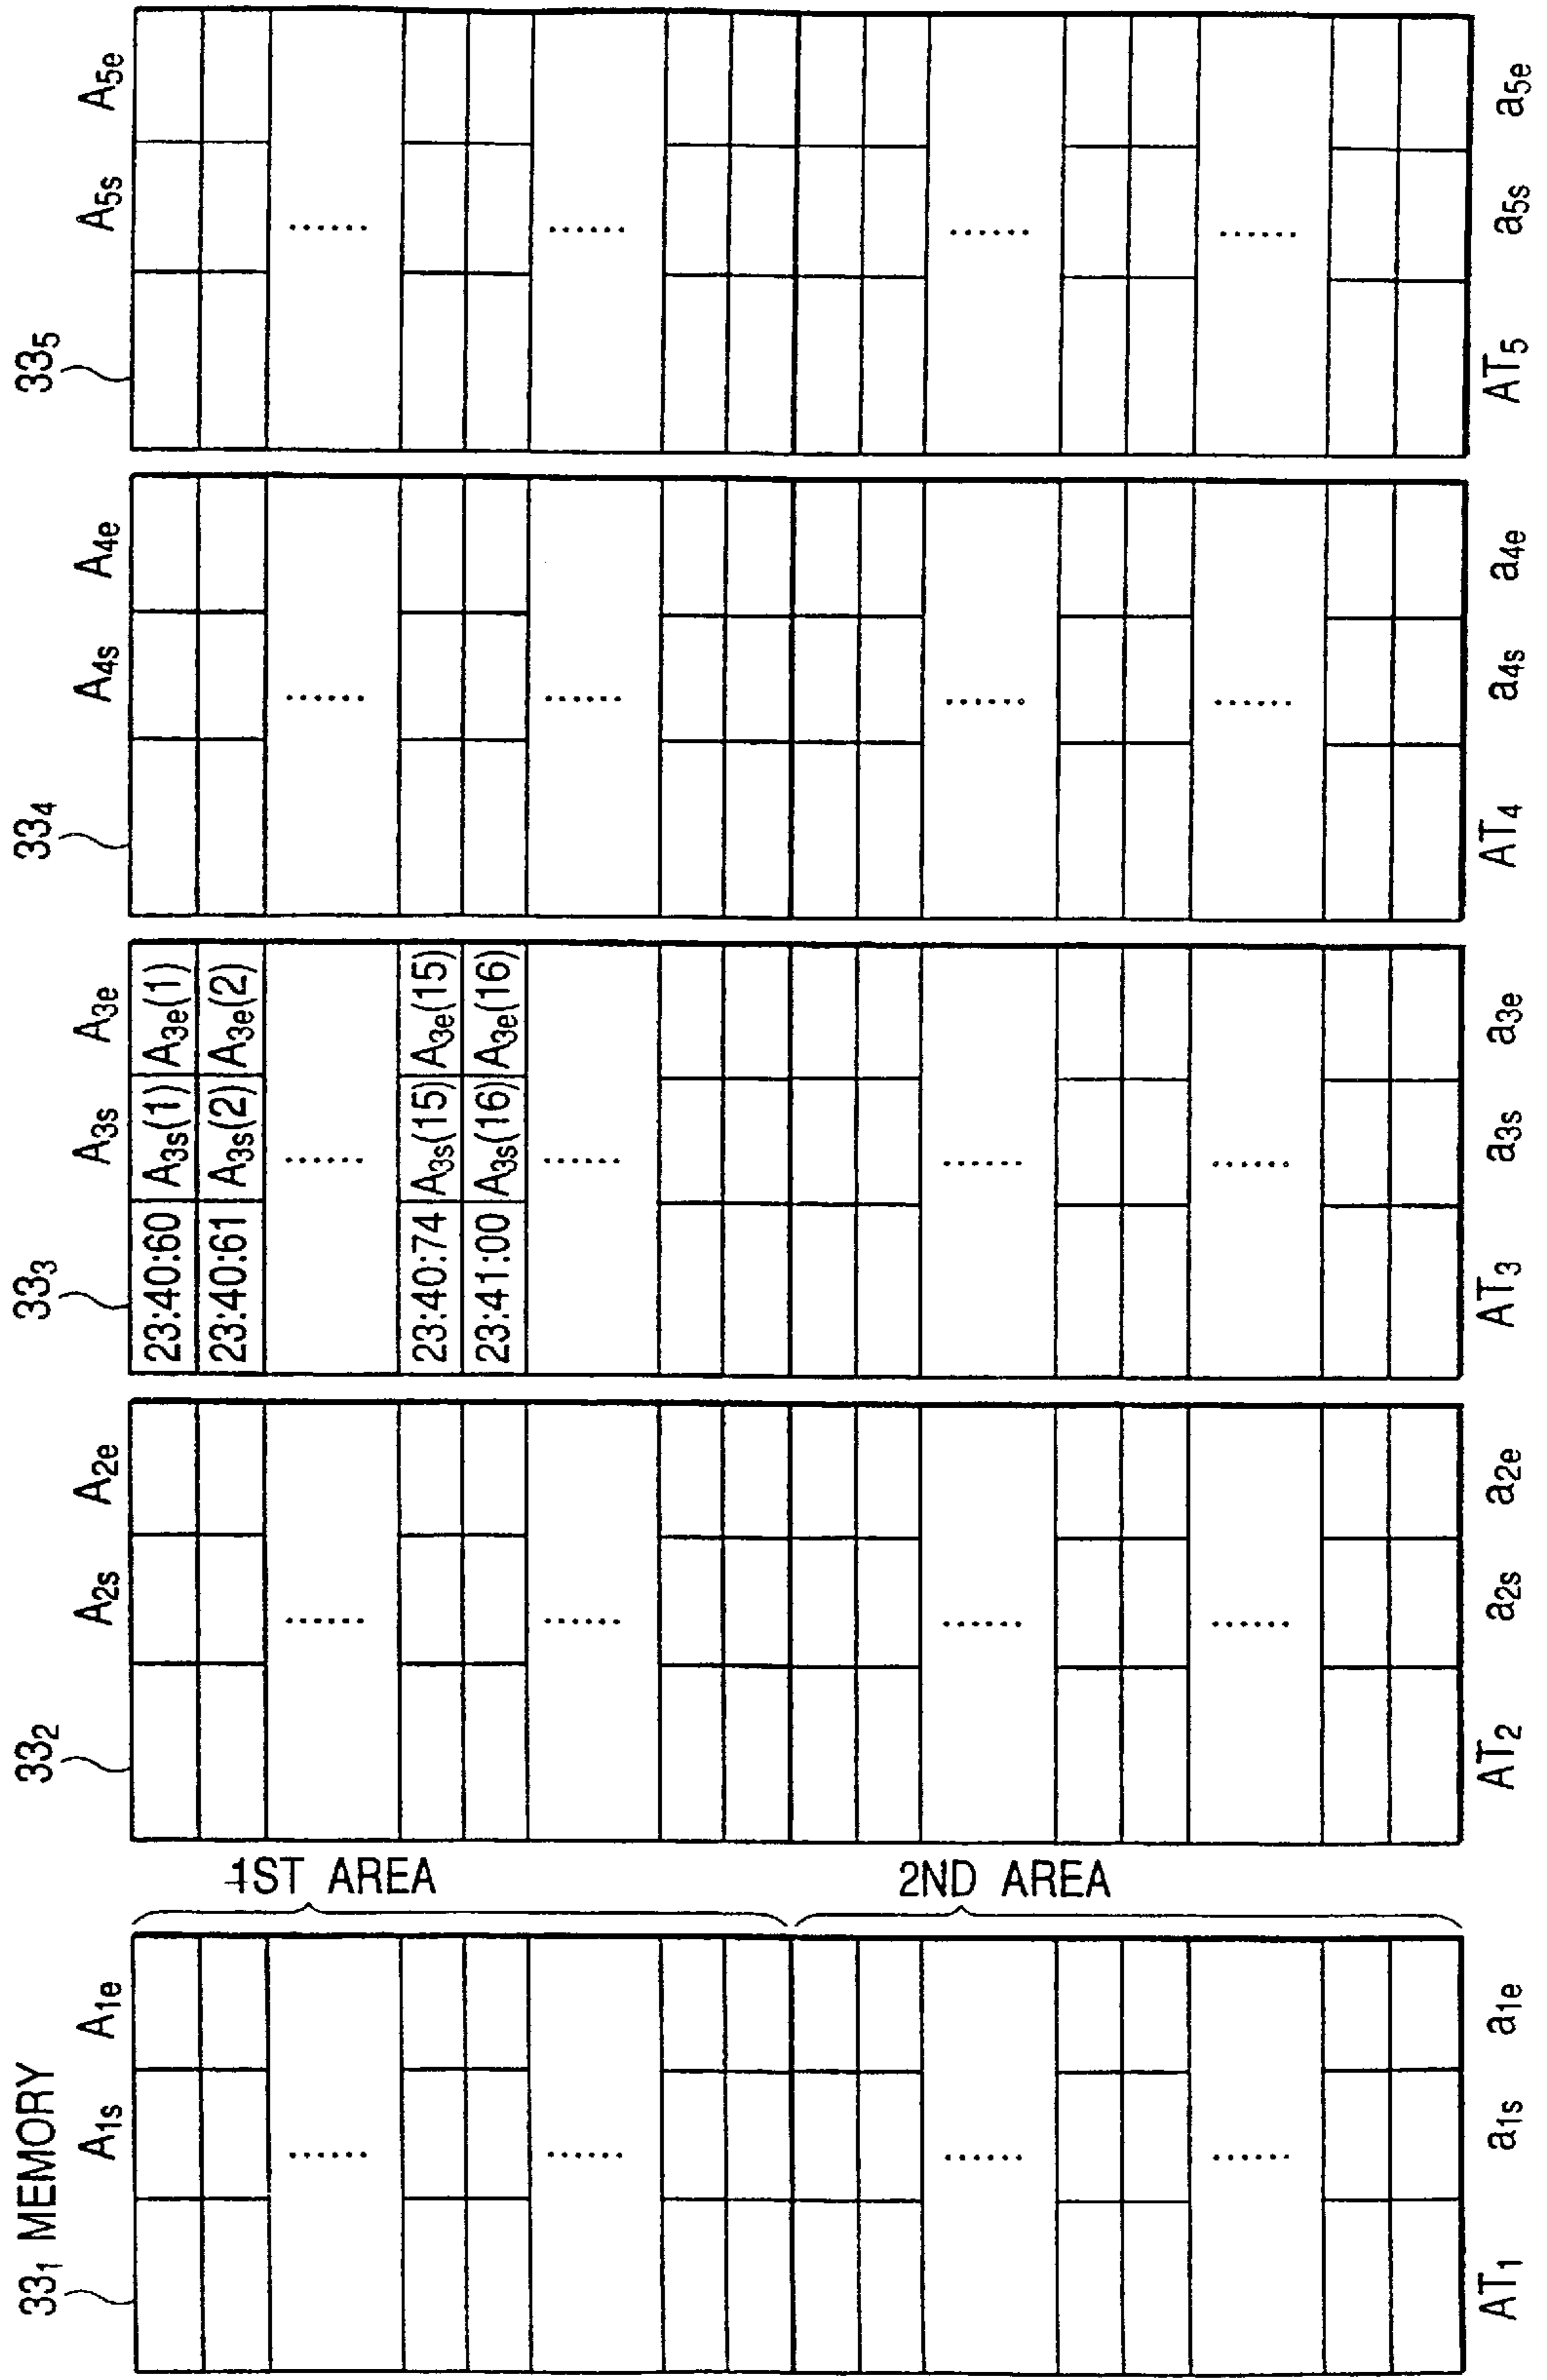 33₁ MEMORY
A₁s A₁e
1ST AREA
2ND AREA
AT₁ a₁s a₁e
33₂
A₂s A₂e
......
AT₂ a₂s a₂e
33₃
A₃s A₃e
23:40:60 A₃s(1) A₃e(1)
23:40:61 A₃s(2) A₃e(2)
......
23:40:74 A₃s(15) A₃e(15)
23:41:00 A₃s(16) A₃e(16)
......
AT₃ a₃s a₃e
33₄
A₄s A₄e
......
AT₄ a₄s a₄e
33₅
A₅s A₅e
......
AT₅ a₅s a₅e